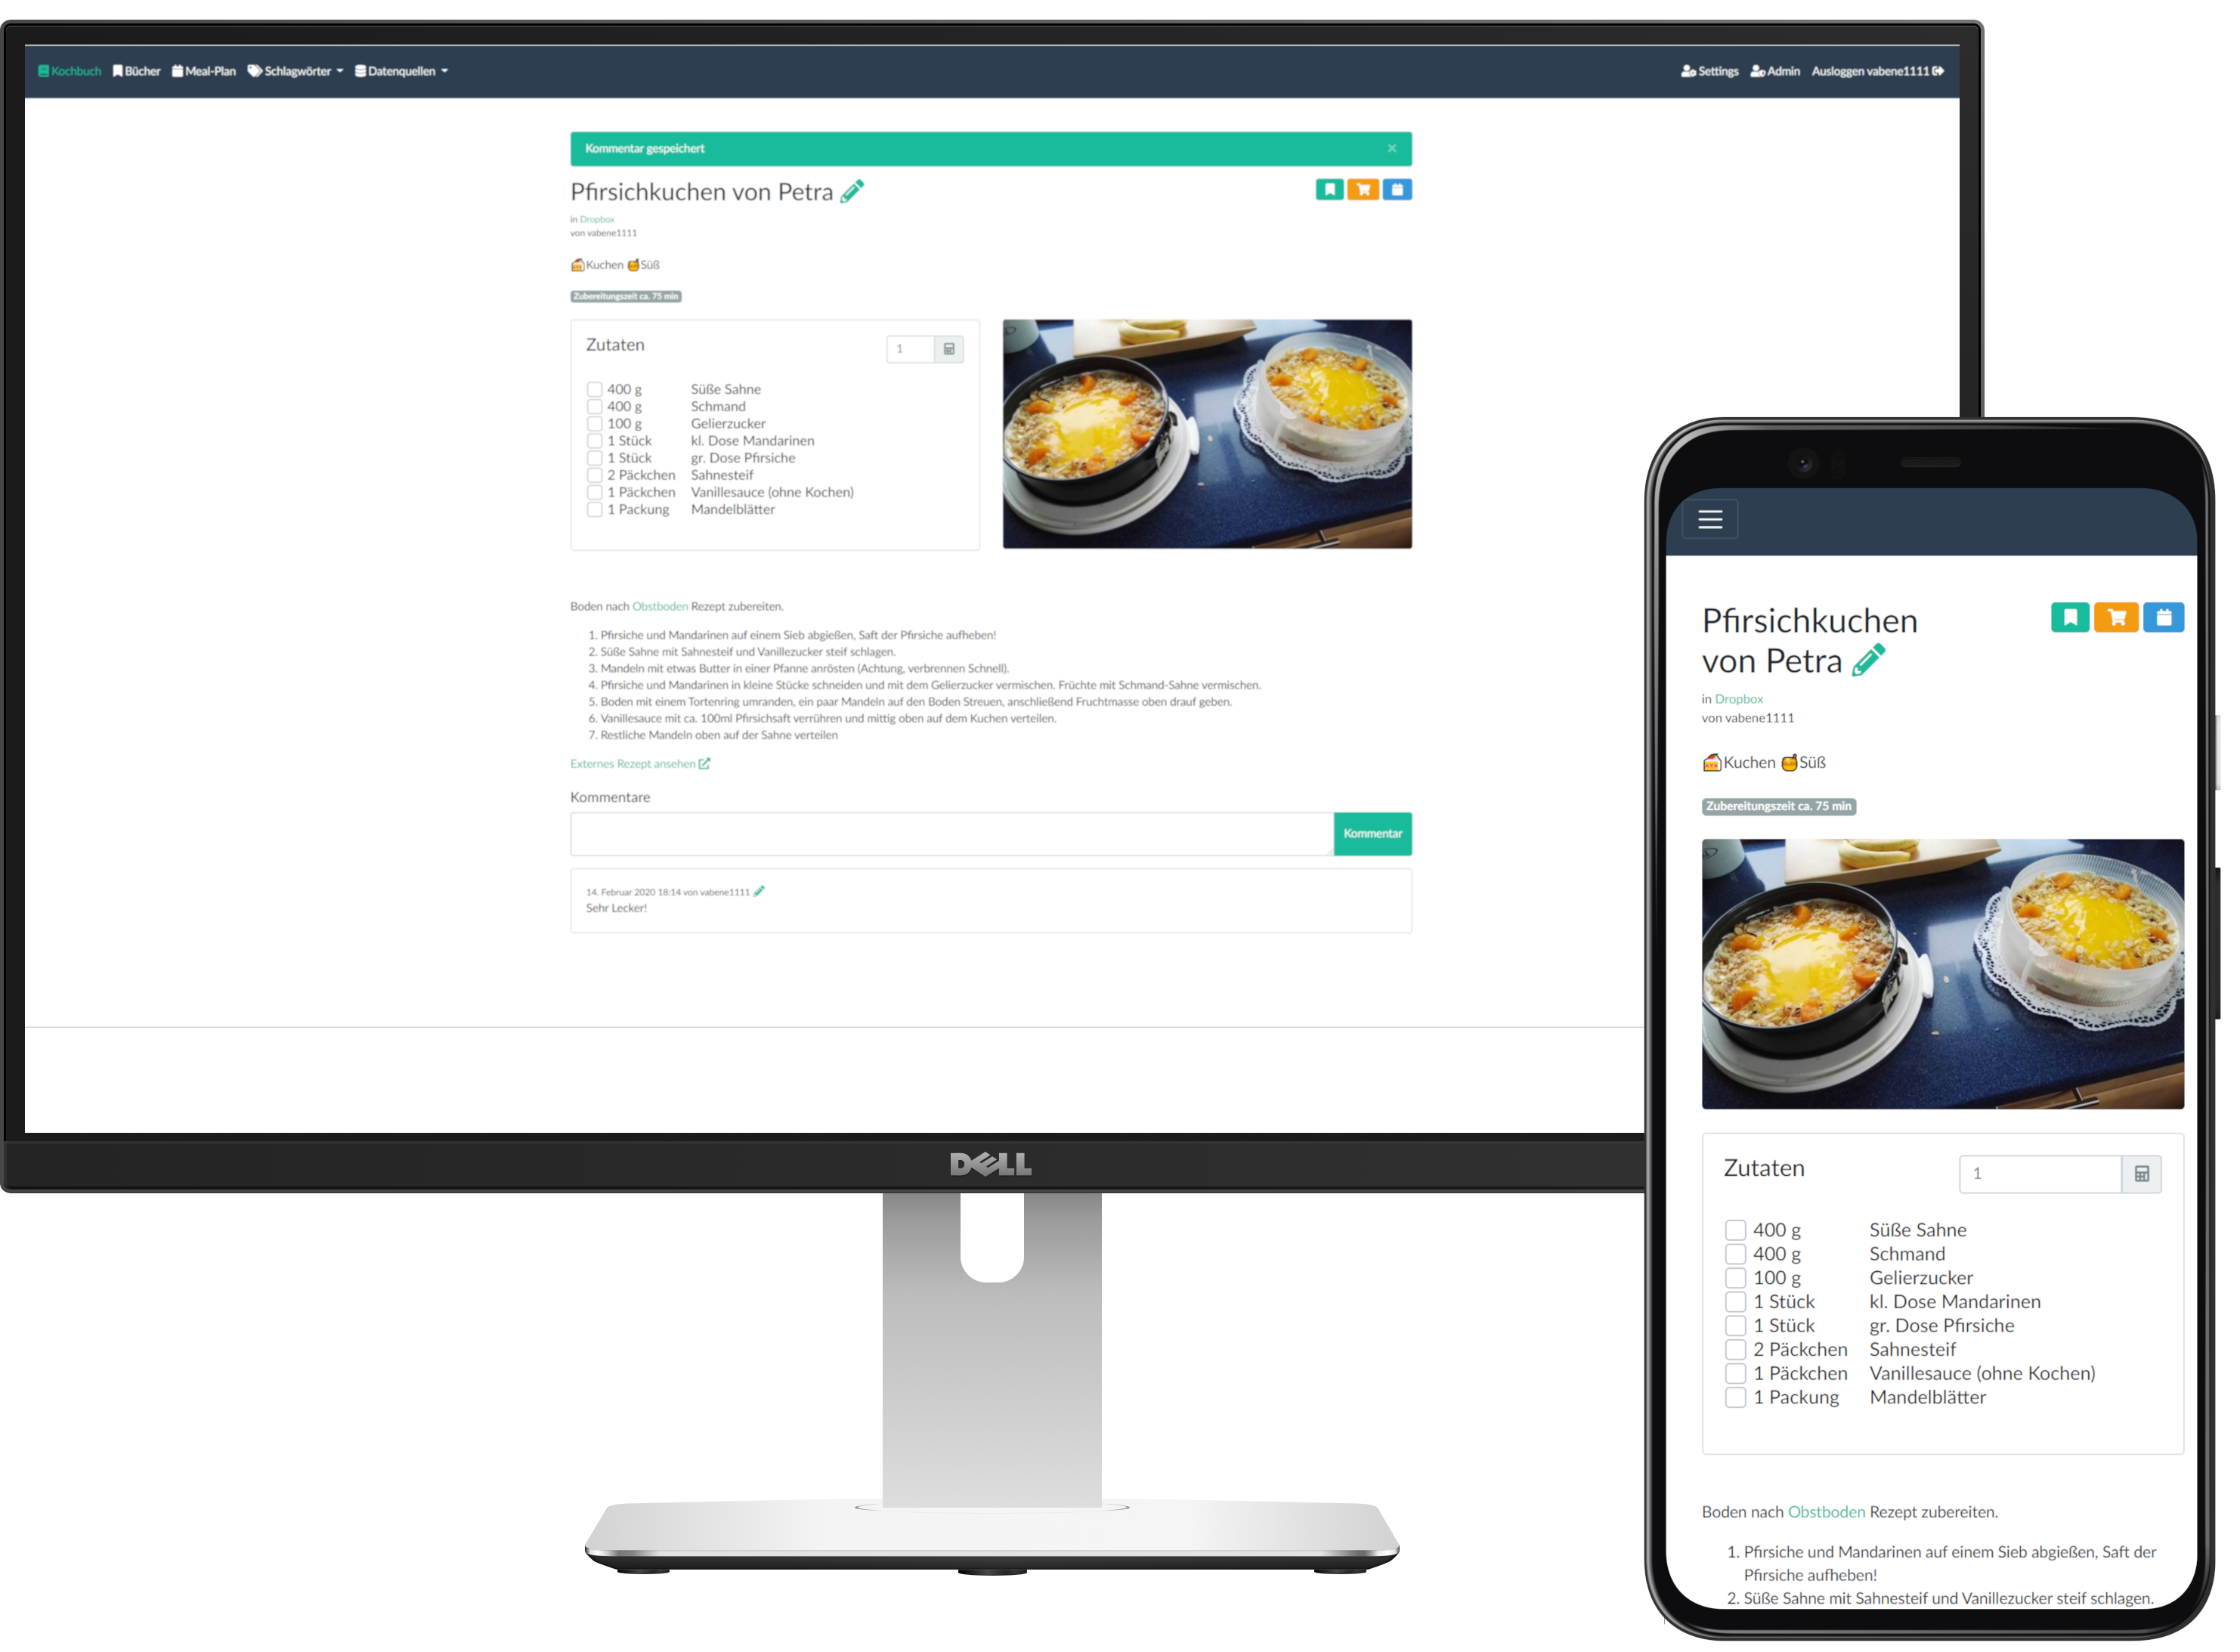 Kochbuch Bücher Meal-Plan Schlagwörter Datenquellen Settings Admin Ausloggen vabene1111
Kommentar gespeichert ×
Pfirsichkuchen von Petra
in Dropbox
von vabene1111
Kuchen Süß
Zubereitungszeit ca. 75 min
Zutaten 1
400 g Süße Sahne
400 g Schmand
100 g Gelierzucker
1 Stück kl. Dose Mandarinen
1 Stück gr. Dose Pfirsiche
2 Päckchen Sahnesteif
1 Päckchen Vanillesauce (ohne Kochen)
1 Packung Mandelblätter
Boden nach Obstboden Rezept zubereiten.
1. Pfirsiche und Mandarinen auf einem Sieb abgießen, Saft der Pfirsiche aufheben!
2. Süße Sahne mit Sahnesteif und Vanillezucker steif schlagen.
3. Mandeln mit etwas Butter in einer Pfanne anrösten (Achtung, verbrennen Schnell).
4. Pfirsiche und Mandarinen in kleine Stücke schneiden und mit dem Gelierzucker vermischen. Früchte mit Schmand-Sahne vermischen.
5. Boden mit einem Tortenring umranden, ein paar Mandeln auf den Boden Streuen, anschließend Fruchtmasse oben drauf geben.
6. Vanillesauce mit ca. 100ml Pfirsichsaft verrühren und mittig oben auf dem Kuchen verteilen.
7. Restliche Mandeln oben auf der Sahne verteilen
Externes Rezept ansehen
Kommentare
Kommentar
14. Februar 2020 18:14 von vabene1111
Sehr Lecker!
DELL
Pfirsichkuchen
von Petra
in Dropbox
von vabene1111
Kuchen Süß
Zubereitungszeit ca. 75 min
Zutaten 1
400 g Süße Sahne
400 g Schmand
100 g Gelierzucker
1 Stück kl. Dose Mandarinen
1 Stück gr. Dose Pfirsiche
2 Päckchen Sahnesteif
1 Päckchen Vanillesauce (ohne Kochen)
1 Packung Mandelblätter
Boden nach Obstboden Rezept zubereiten.
1. Pfirsiche und Mandarinen auf einem Sieb abgießen, Saft der
Pfirsiche aufheben!
2. Süße Sahne mit Sahnesteif und Vanillezucker steif schlagen.